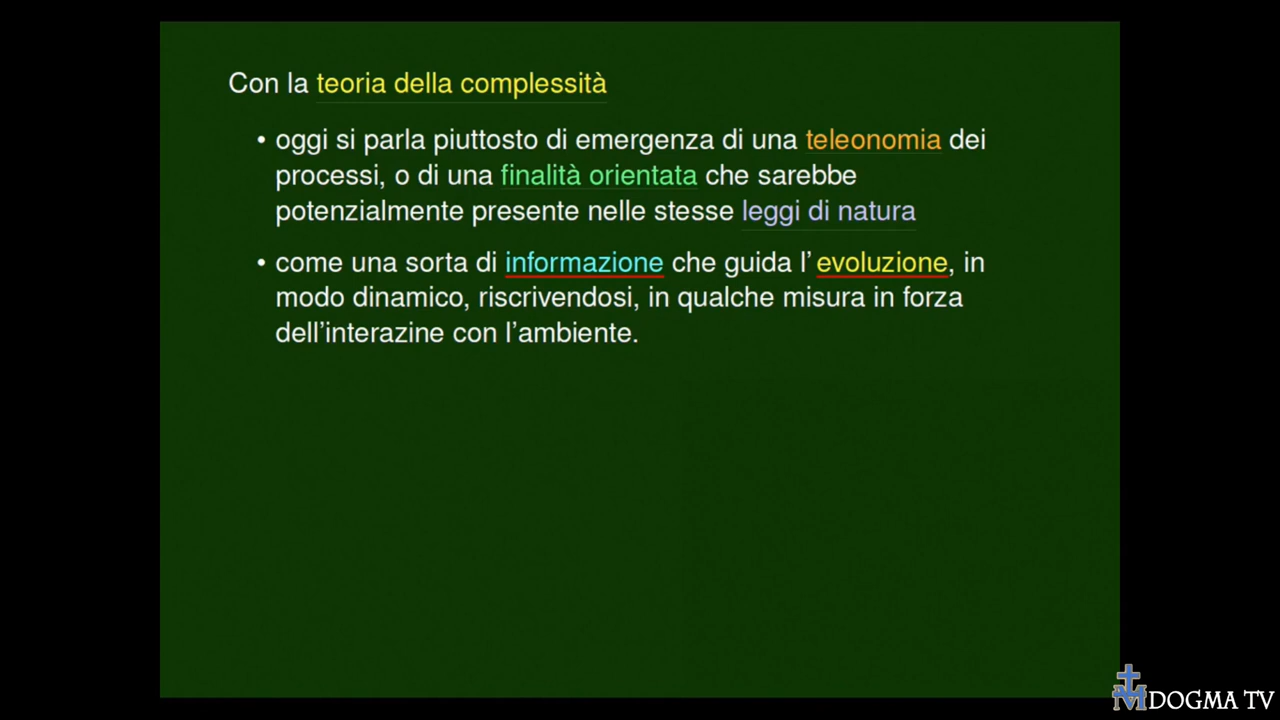 Con la teoria della complessità
• oggi si parla piuttosto di emergenza di una teleonomia dei
processi, o di una finalità orientata che sarebbe
potenzialmente presente nelle stesse leggi di natura
• come una sorta di informazione che guida l'evoluzione, in
modo dinamico, riscrivendosi, in qualche misura in forza
dell'interazine con l'ambiente.
DOGMA TV